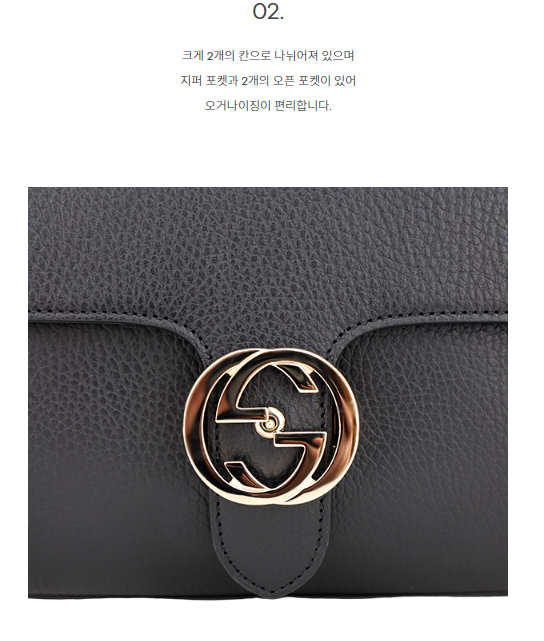 02.
크게 2개의 칸으로 나뉘어져 있으며
지퍼 포켓과 2개의 오픈 포켓이 있어
오거나이징이 편리합니다.